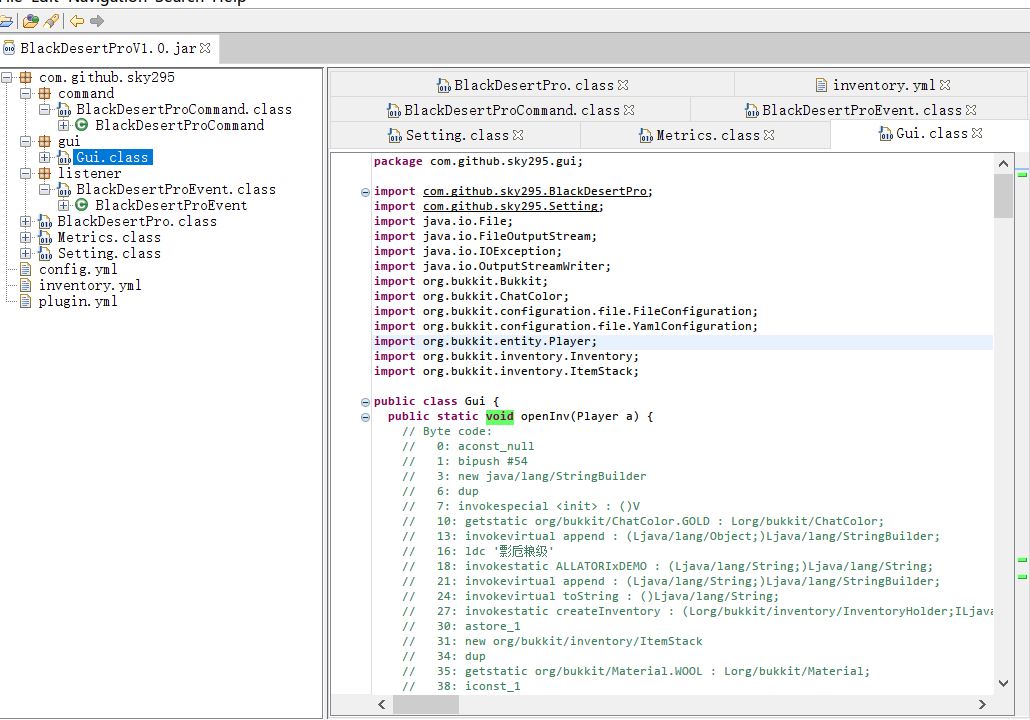 File Edit Navigation Search Help
BlackDesertProV1.0.jar
com.github.sky295
command
BlackDesertProCommand.class
BlackDesertProCommand
gui
Gui.class
listener
BlackDesertProEvent.class
BlackDesertProEvent
BlackDesertPro.class
Metrics.class
Setting.class
config.yml
inventory.yml
plugin.yml
BlackDesertPro.class inventory.yml
BlackDesertProCommand.class BlackDesertProEvent.class
Setting.class Metrics.class Gui.class
package com.github.sky295.gui;
import com.github.sky295.BlackDesertPro;
import com.github.sky295.Setting;
import java.io.File;
import java.io.FileOutputStream;
import java.io.IOException;
import java.io.OutputStreamWriter;
import org.bukkit.Bukkit;
import org.bukkit.ChatColor;
import org.bukkit.configuration.file.FileConfiguration;
import org.bukkit.configuration.file.YamlConfiguration;
import org.bukkit.entity.Player;
import org.bukkit.inventory.Inventory;
import org.bukkit.inventory.ItemStack;
public class Gui {
public static void openInv(Player a) {
// Byte code:
// 0: aconst_null
// 1: bipush #54
// 3: new java/lang/StringBuilder
// 6: dup
// 7: invokespecial <init> : ()V
// 10: getstatic org/bukkit/ChatColor.GOLD : Lorg/bukkit/ChatColor;
// 13: invokevirtual append : (Ljava/lang/Object;)Ljava/lang/StringBuilder;
// 16: ldc '
// 18: invokestatic ALLATORIxDEMO : (Ljava/lang/String;)Ljava/lang/String;
// 21: invokevirtual append : (Ljava/lang/String;)Ljava/lang/StringBuilder;
// 24: invokevirtual toString : ()Ljava/lang/String;
// 27: invokestatic createInventory : (Lorg/bukkit/inventory/InventoryHolder;ILjava
// 30: astore_1
// 31: new org/bukkit/inventory/ItemStack
// 34: dup
// 35: getstatic org/bukkit/Material.WOOL : Lorg/bukkit/Material;
// 38: iconst_1